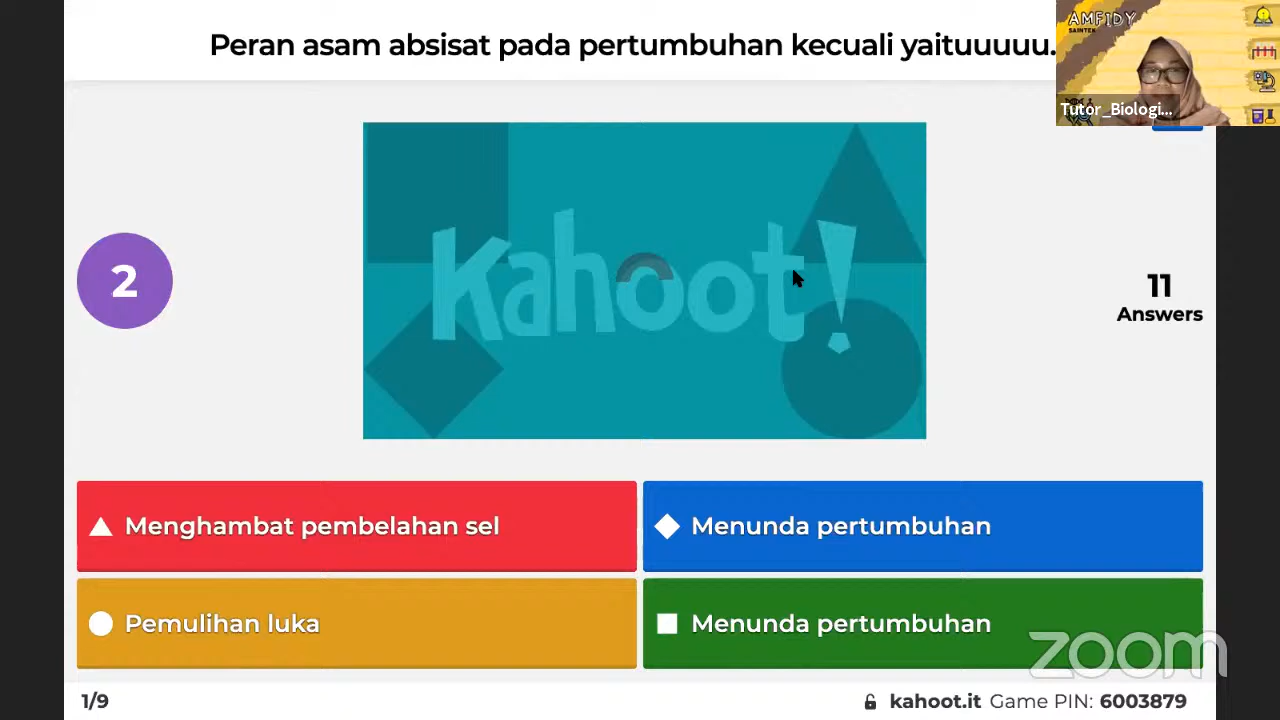 Peran asam absisat pada pertumbuhan kecuali yaituuuuu.
AMFIDY
SAINTEK
Tutor_Biologi...
Kahoot!
2
11
Answers
Menghambat pembelahan sel
Menunda pertumbuhan
Pemulihan luka
Menunda pertumbuhan
zoom
1/9
kahoot.it Game PIN: 6003879